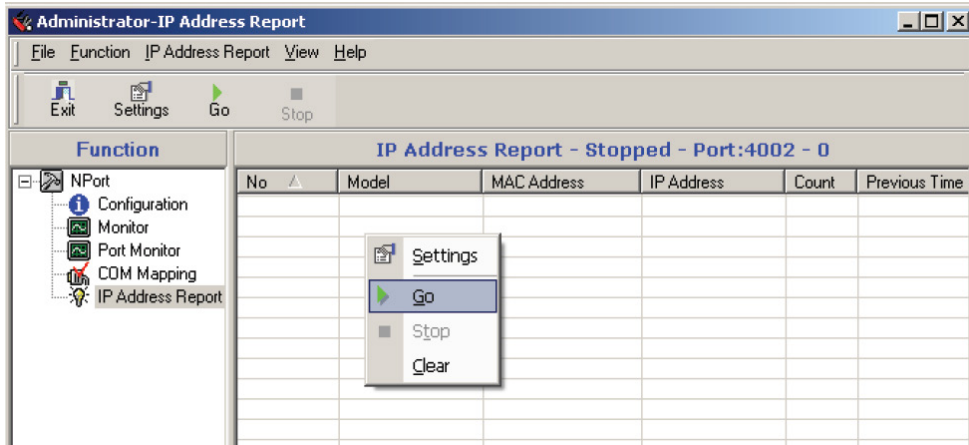 Administrator-IP Address Report
File Function IP Address Report View Help
Exit Settings Go Stop
Function
IP Address Report - Stopped - Port:4002 - 0
NPort
Configuration
Monitor
Port Monitor
COM Mapping
IP Address Report
No Model MAC Address IP Address Count Previous Time
Settings
Go
Stop
Clear